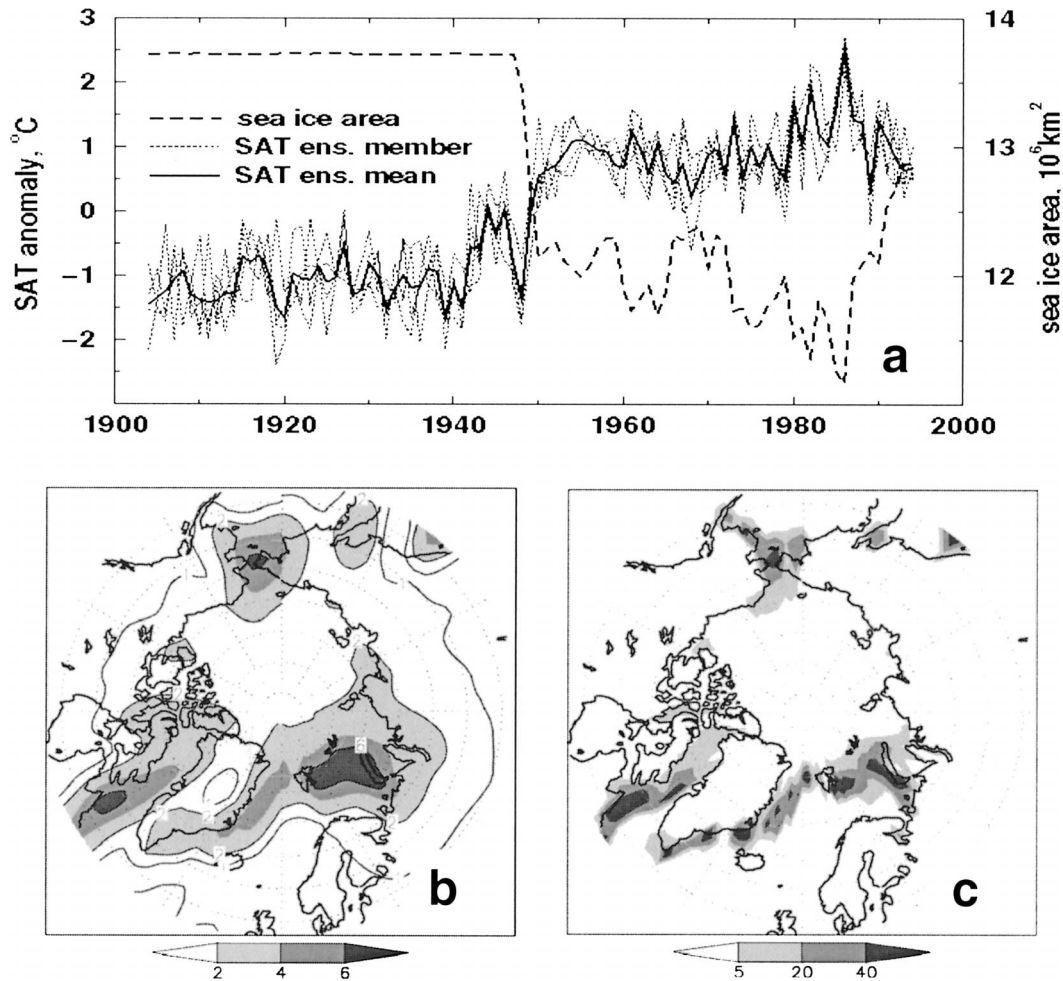 3
2
1
0
−1
−2
SAT anomaly, °C
sea ice area
SAT ens. member
SAT ens. mean
a
14
13
12
sea ice area, 10⁶km²
1900
1920
1940
1960
1980
2000
b
2
4
6
c
5
20
40